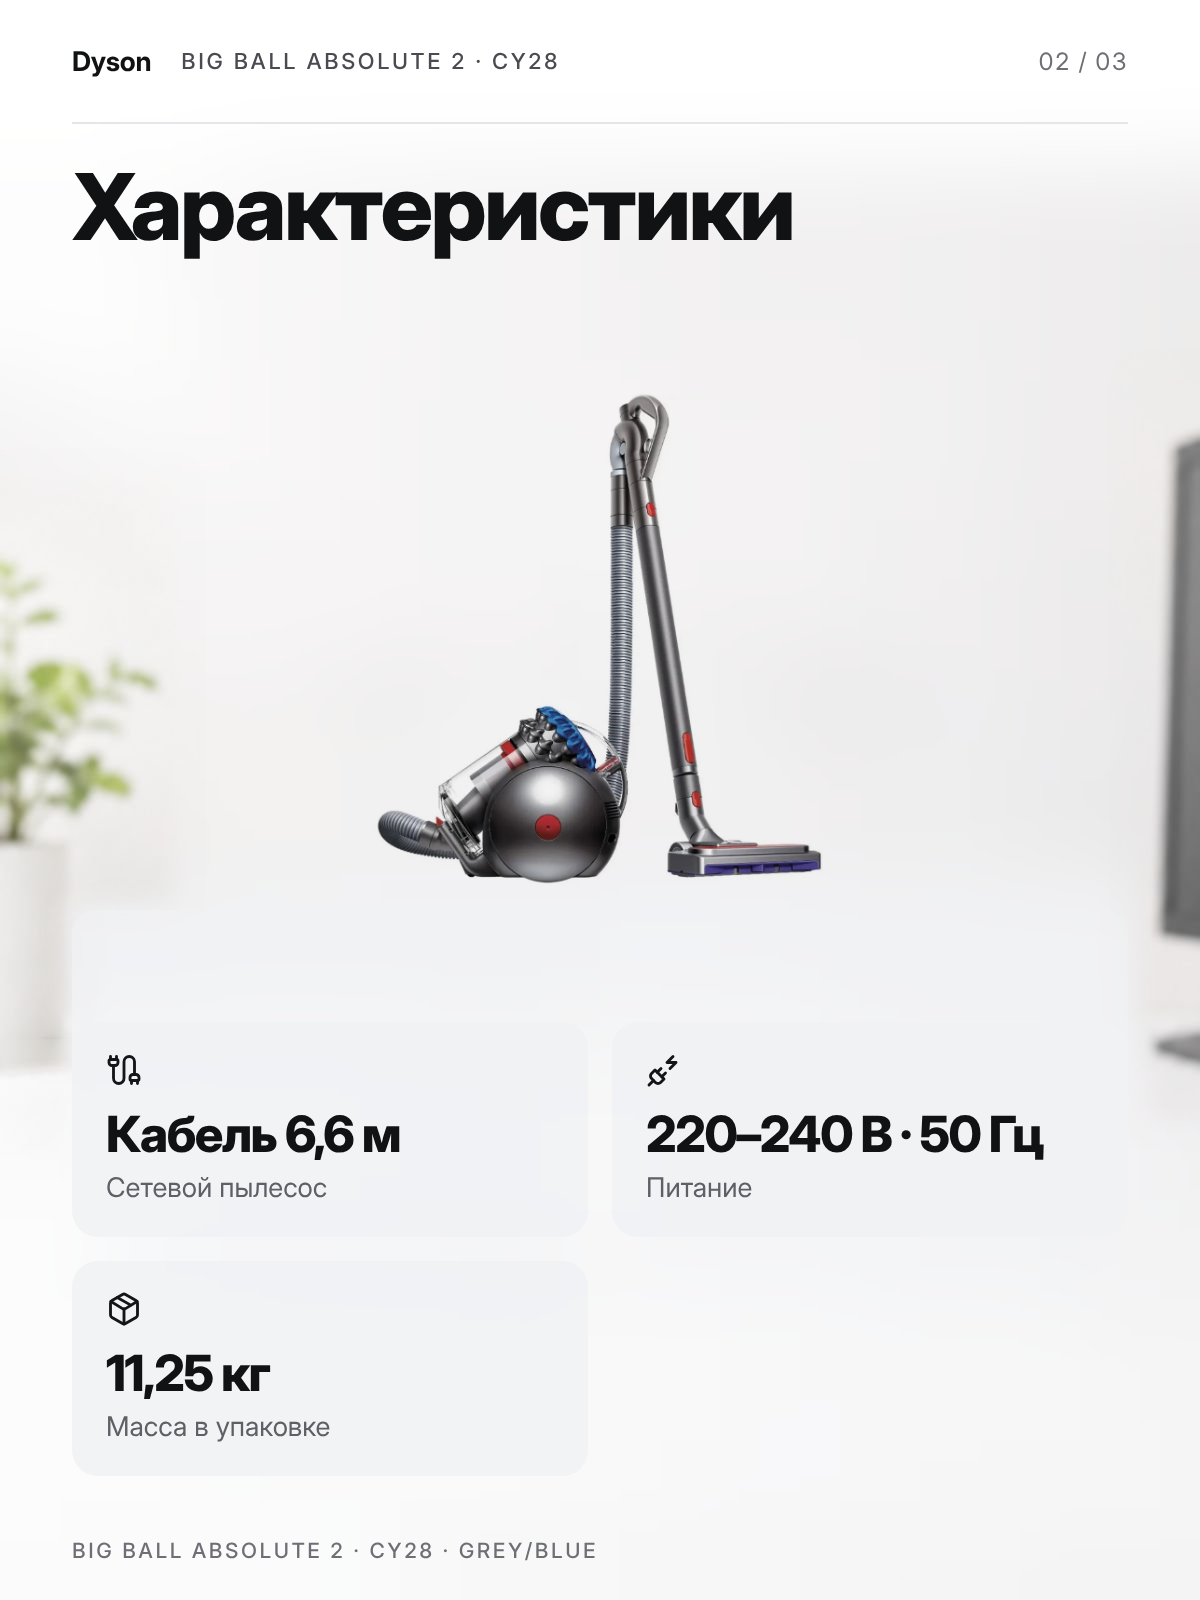 Dyson BIG BALL ABSOLUTE 2 · CY28 02 / 03
Характеристики
Кабель 6,6 м
Сетевой пылесос
220–240 В · 50 Гц
Питание
11,25 кг
Масса в упаковке
BIG BALL ABSOLUTE 2 · CY28 · GREY/BLUE